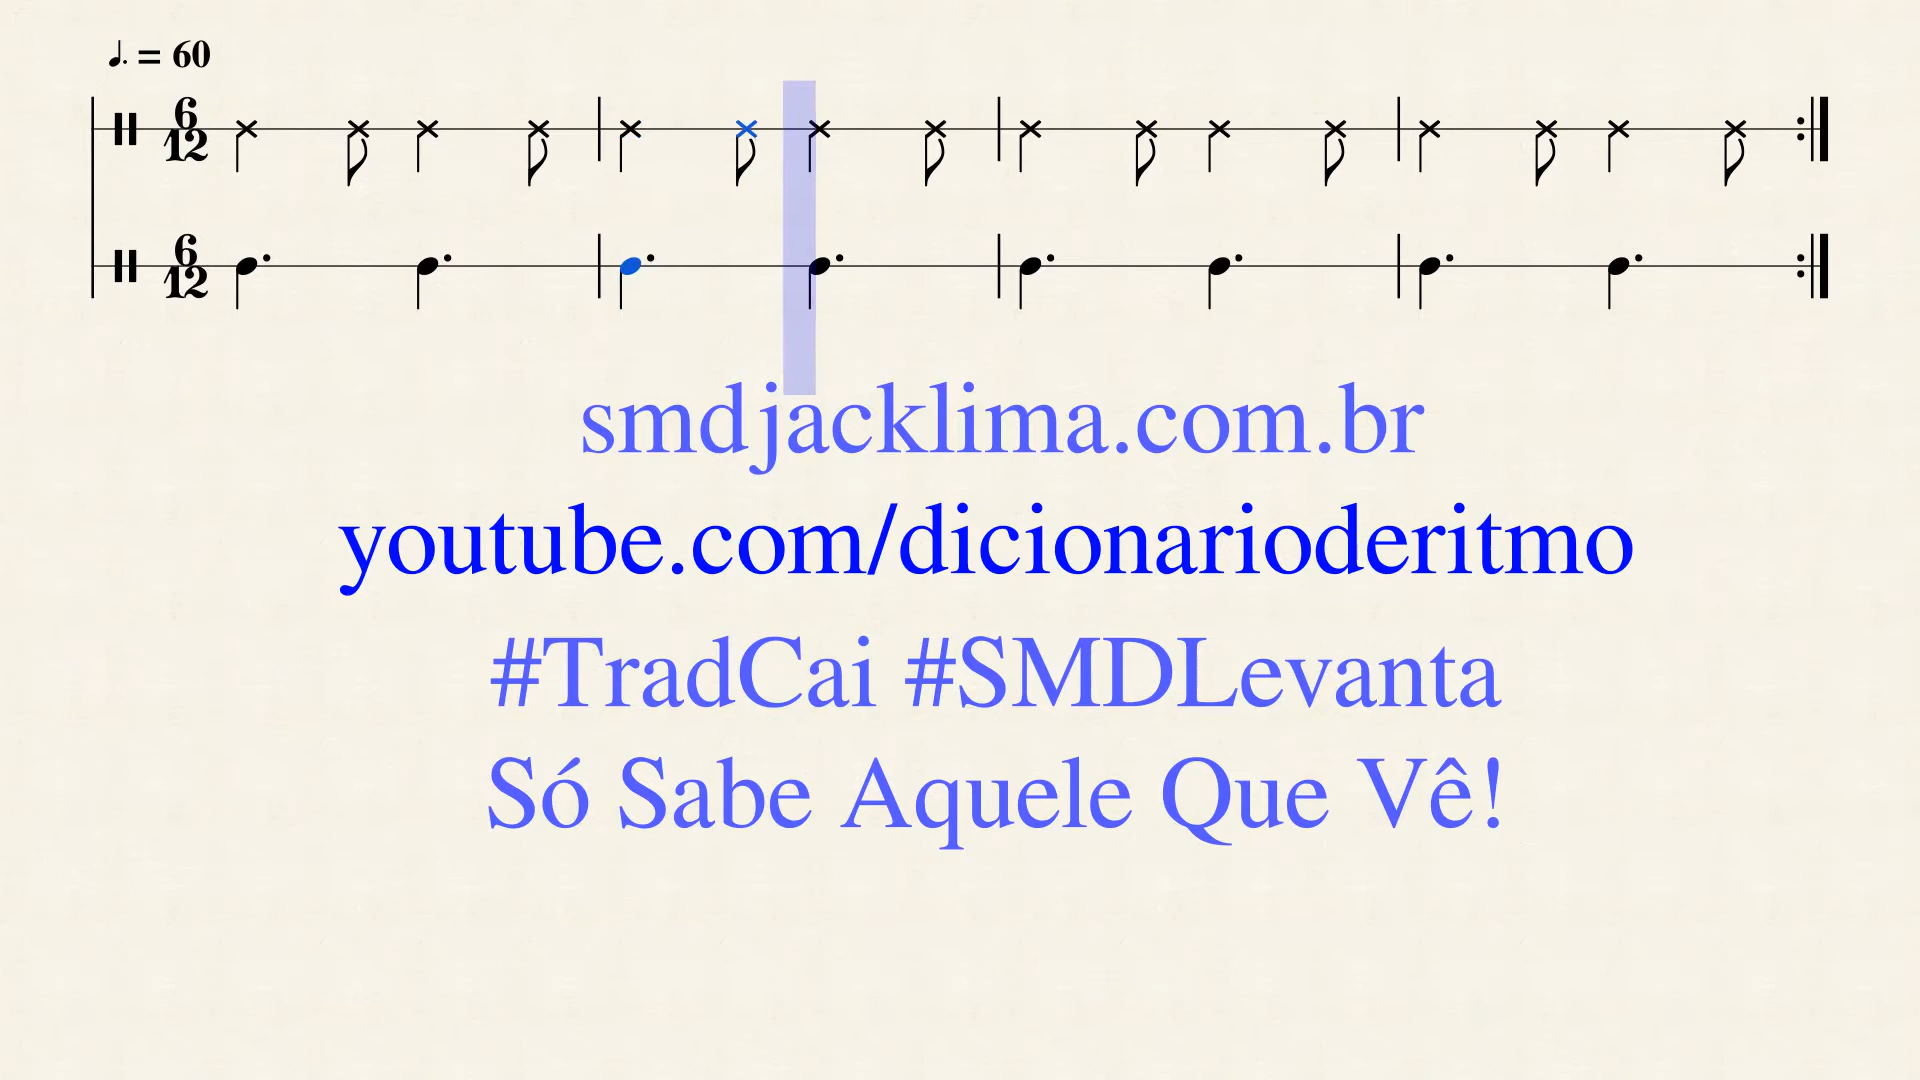 ♩. = 60
6
12
6
12
smdjacklima.com.br
youtube.com/dicionarioderitmo
#TradCai #SMDLevanta
Só Sabe Aquele Que Vê!